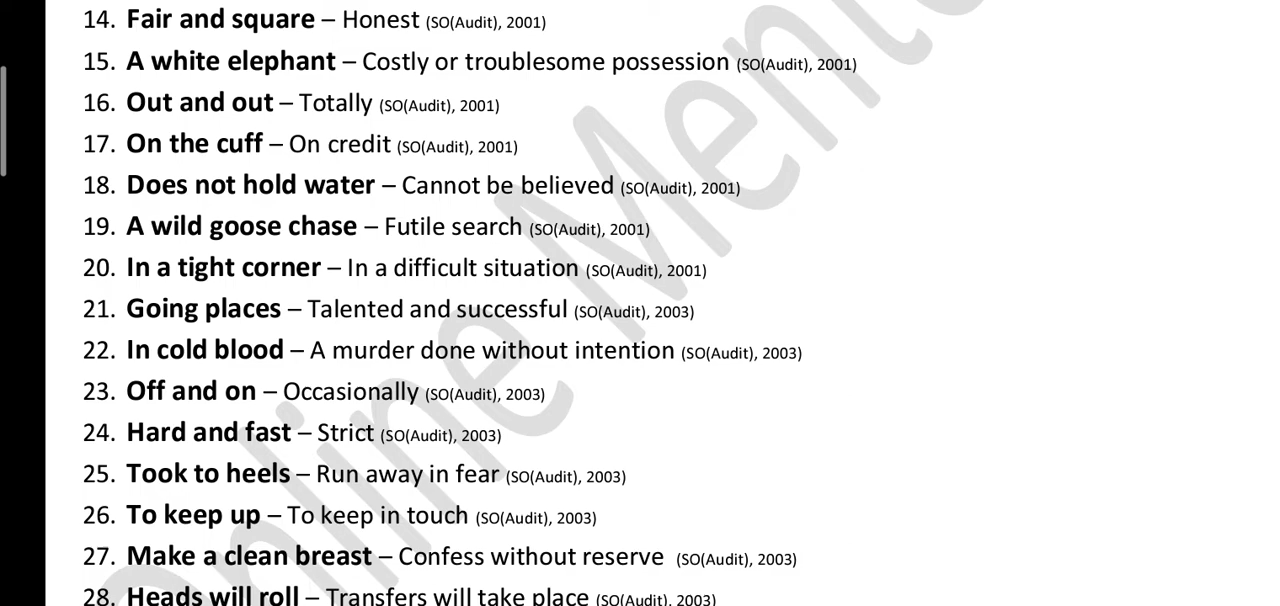 14. Fair and square – Honest (SO(Audit), 2001)
15. A white elephant – Costly or troublesome possession (SO(Audit), 2001)
16. Out and out – Totally (SO(Audit), 2001)
17. On the cuff – On credit (SO(Audit), 2001)
18. Does not hold water – Cannot be believed (SO(Audit), 2001)
19. A wild goose chase – Futile search (SO(Audit), 2001)
20. In a tight corner – In a difficult situation (SO(Audit), 2001)
21. Going places – Talented and successful (SO(Audit), 2003)
22. In cold blood – A murder done without intention (SO(Audit), 2003)
23. Off and on – Occasionally (SO(Audit), 2003)
24. Hard and fast – Strict (SO(Audit), 2003)
25. Took to heels – Run away in fear (SO(Audit), 2003)
26. To keep up – To keep in touch (SO(Audit), 2003)
27. Make a clean breast – Confess without reserve (SO(Audit), 2003)
28. Heads will roll – Transfers will take place (SO(Audit), 2003)